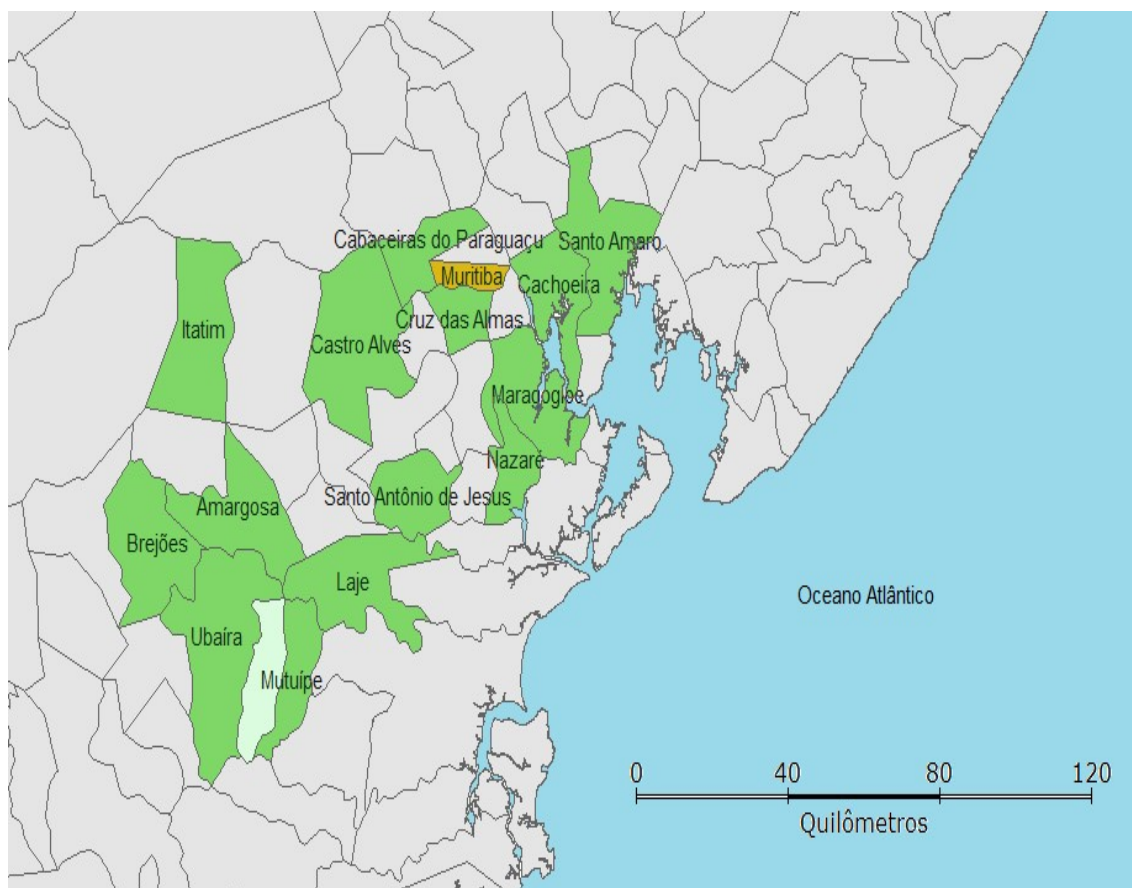 Cabaceiras do Paraguaçu
Santo Amaro
Muritiba
Cachoeira
Itatim
Cruz das Almas
Castro Alves
Maragogipe
Nazaré
Santo Antônio de Jesus
Amargosa
Brejões
Laje
Oceano Atlântico
Ubaíra
Mutuípe
0 40 80 120
Quilômetros